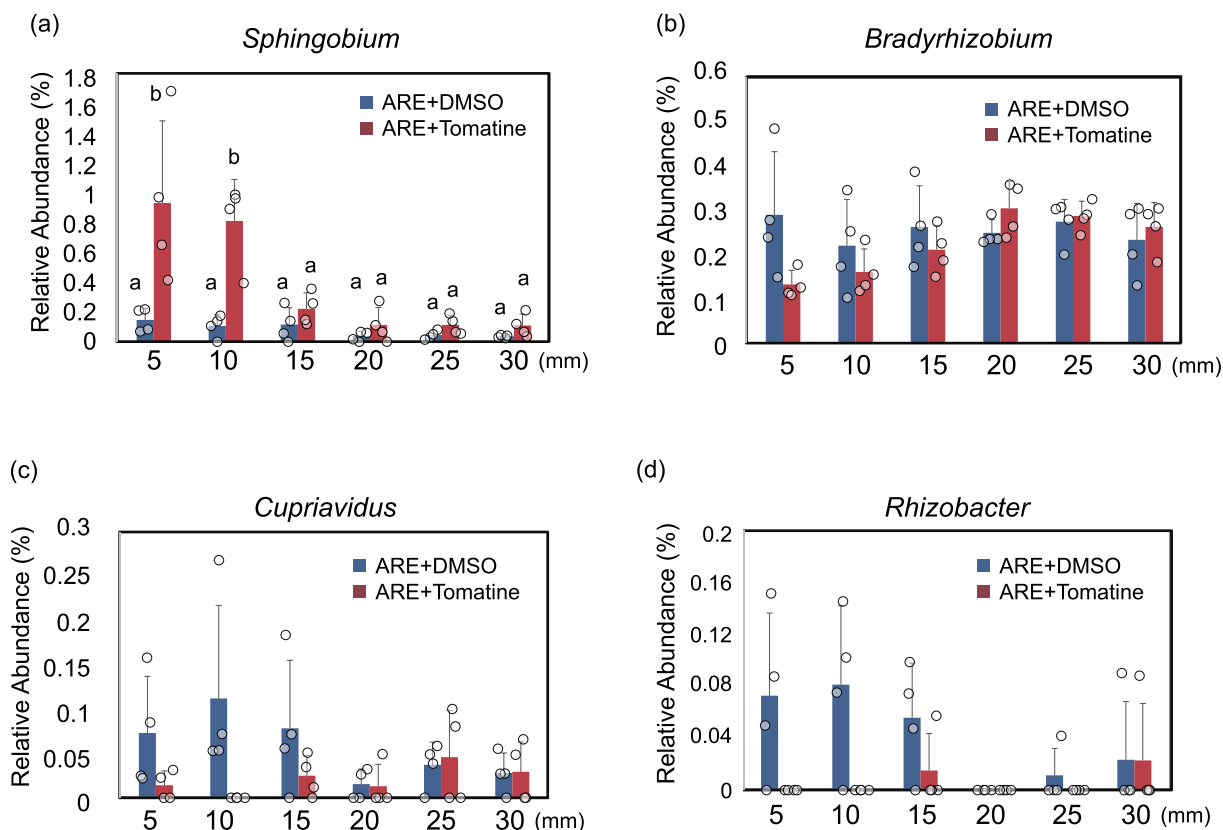 (a)
Sphingobium
Relative Abundance (%)
1.8
1.6
1.4
1.2
1
0.8
0.6
0.4
0.2
0
ARE+DMSO
ARE+Tomatine
a b a b a a a a a a a a
5 10 15 20 25 30 (mm)
(b)
Bradyrhizobium
Relative Abundance (%)
0.6
0.5
0.4
0.3
0.2
0.1
0
ARE+DMSO
ARE+Tomatine
5 10 15 20 25 30 (mm)
(c)
Cupriavidus
Relative Abundance (%)
0.3
0.25
0.2
0.15
0.1
0.05
0
ARE+DMSO
ARE+Tomatine
5 10 15 20 25 30 (mm)
(d)
Rhizobacter
Relative Abundance (%)
0.2
0.16
0.12
0.08
0.04
0
ARE+DMSO
ARE+Tomatine
5 10 15 20 25 30 (mm)